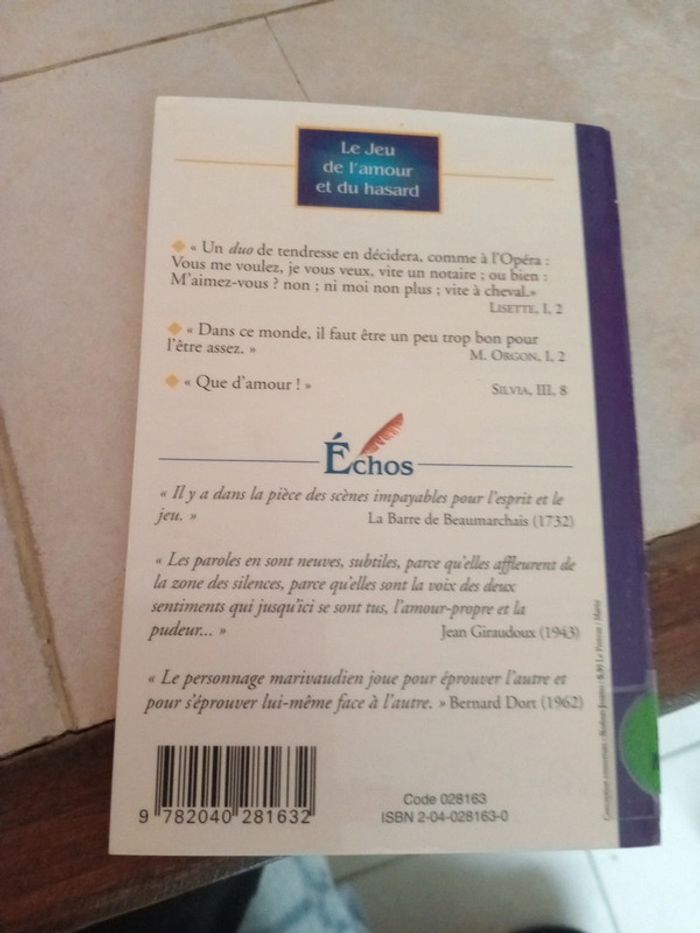 Le Jeu
de l'amour
et du hasard
« Un duo de tendresse en décidera, comme à l'Opéra :
Vous me voulez, je vous veux, vite un notaire ; ou bien :
M'aimez-vous ? non ; ni moi non plus ; vite à cheval.»
LISETTE, I, 2
« Dans ce monde, il faut être un peu trop bon pour
l'être assez. »
M. ORGON, I, 2
« Que d'amour ! »
SILVIA, III, 8
Échos
« Il y a dans la pièce des scènes impayables pour l'esprit et le
jeu. »
La Barre de Beaumarchais (1732)
« Les paroles en sont neuves, subtiles, parce qu'elles affleurent de
la zone des silences, parce qu'elles sont la voix des deux
sentiments qui jusqu'ici se sont tus, l'amour-propre et la
pudeur... »
Jean Giraudoux (1943)
« Le personnage marivaudien joue pour éprouver l'autre et
pour s'éprouver lui-même face à l'autre. » Bernard Dort (1962)
9 782040 281632
Code 028163
ISBN 2-04-028163-0
Conception couverture :